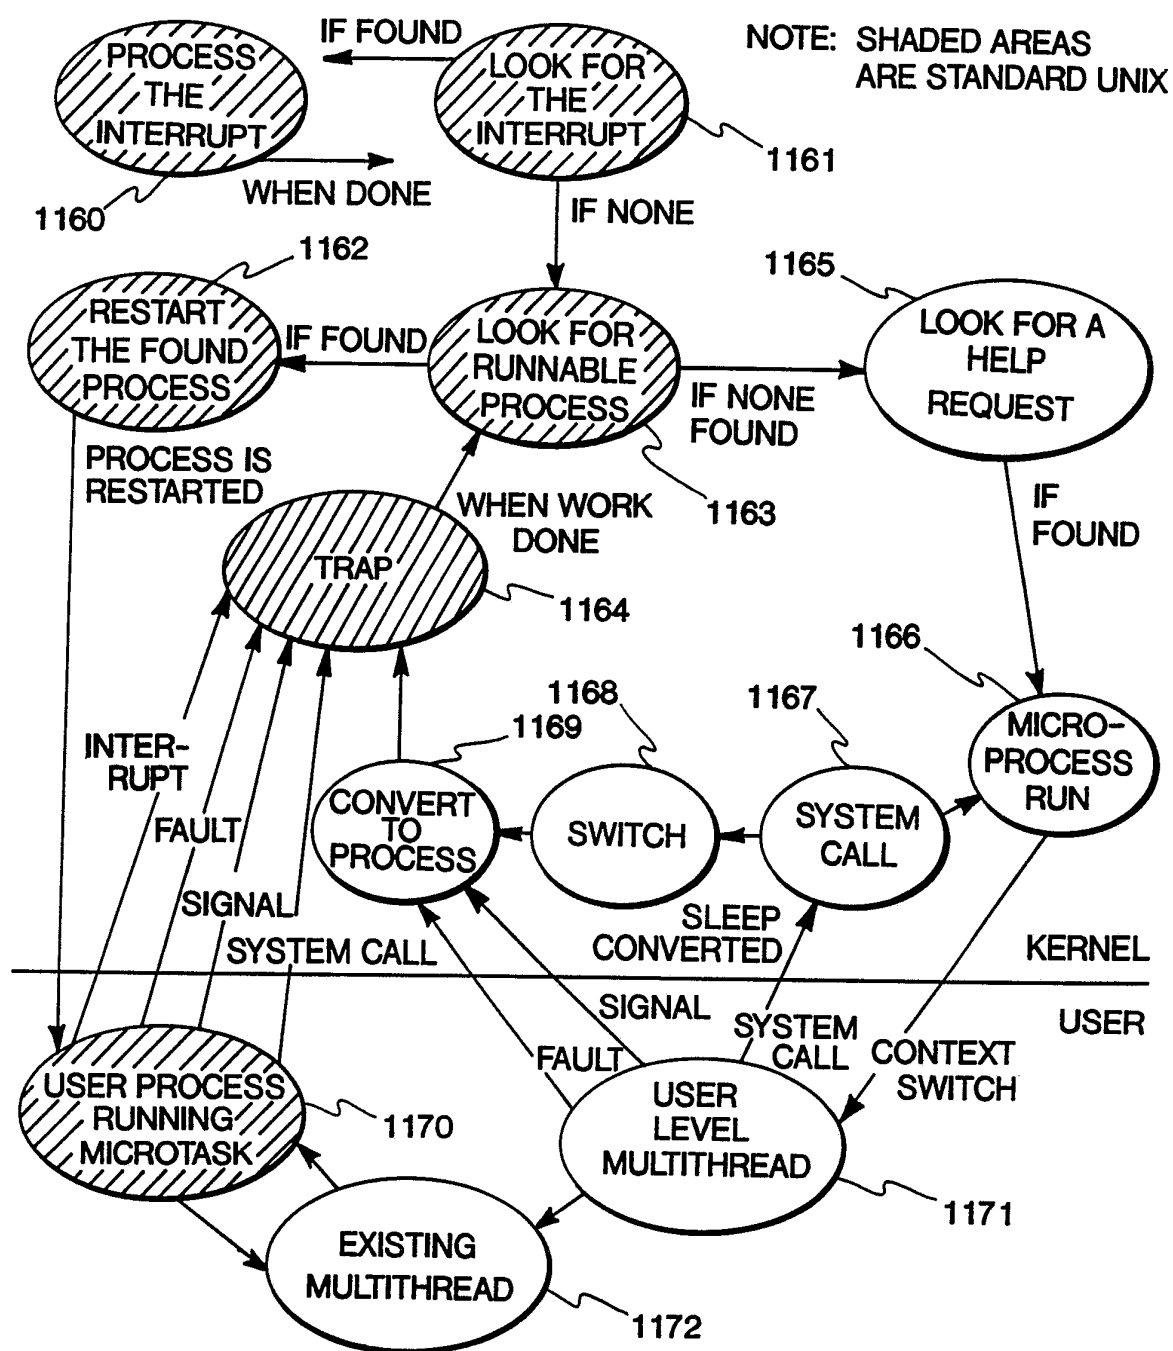 IF FOUND
NOTE: SHADED AREAS
ARE STANDARD UNIX
PROCESS
THE
INTERRUPT
LOOK FOR
THE
INTERRUPT
1161
WHEN DONE
1160
IF NONE
1162
1165
RESTART
THE FOUND
PROCESS
IF FOUND
LOOK FOR
RUNNABLE
PROCESS
LOOK FOR A
HELP
REQUEST
IF NONE
FOUND
PROCESS IS
RESTARTED
1163
WHEN WORK
DONE
IF
FOUND
TRAP
1164
1166
1168
1167
1169
INTER-
RUPT
MICRO-
PROCESS
RUN
CONVERT
TO
PROCESS
SWITCH
SYSTEM
CALL
FAULT
SIGNAL
SLEEP
CONVERTED
SYSTEM CALL
KERNEL
USER
SIGNAL
SYSTEM
CALL
FAULT
CONTEXT
SWITCH
USER PROCESS
RUNNING
MICROTASK
1170
USER
LEVEL
MULTITHREAD
1171
EXISTING
MULTITHREAD
1172